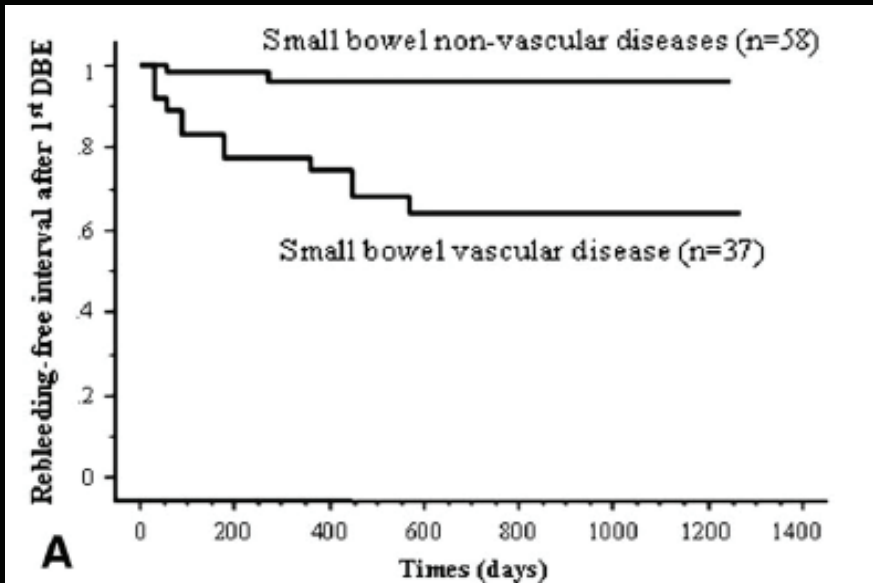 Small bowel non-vascular diseases (n=58)
Rebleeding-free interval after 1st DBE
1
.8
.6
Small bowel vascular disease (n=37)
.4
.2
0
0 200 400 600 800 1000 1200 1400
A
Times (days)